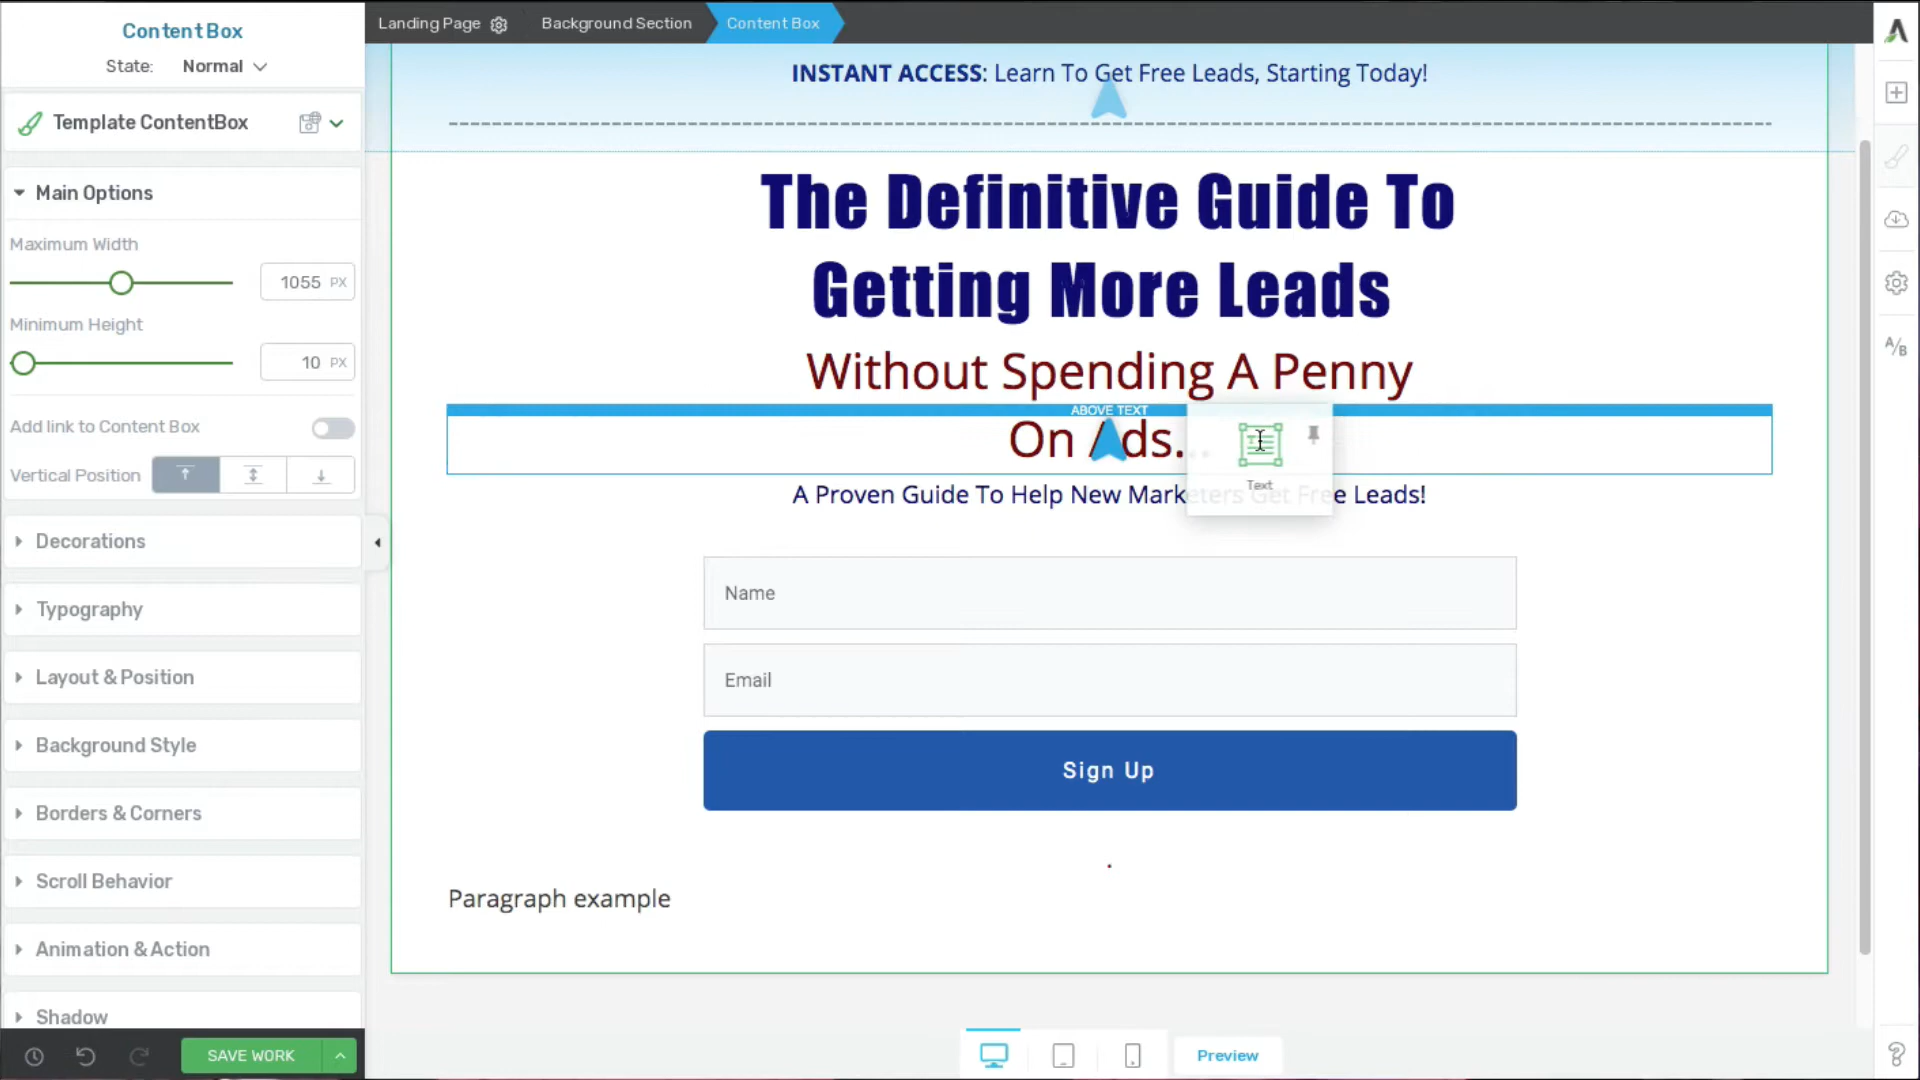 ContentBox
State: Normal
Template ContentBox
Main Options
Maximum Width
1055 PX
Minimum Height
10 PX
Add link to Content Box
Vertical Position
Decorations
Typography
Layout & Position
Background Style
Borders & Corners
Scroll Behavior
Animation & Action
Shadow
SAVE WORK
Landing Page
Background Section
Content Box
INSTANT ACCESS: Learn To Get Free Leads, Starting Today!
The Definitive Guide To
Getting More Leads
Without Spending A Penny
ABOVE TEXT
On Ads...
Text
A Proven Guide To Help New Marketers Get Free Leads!
Name
Email
Sign Up
.
Paragraph example
Preview
A/B
?